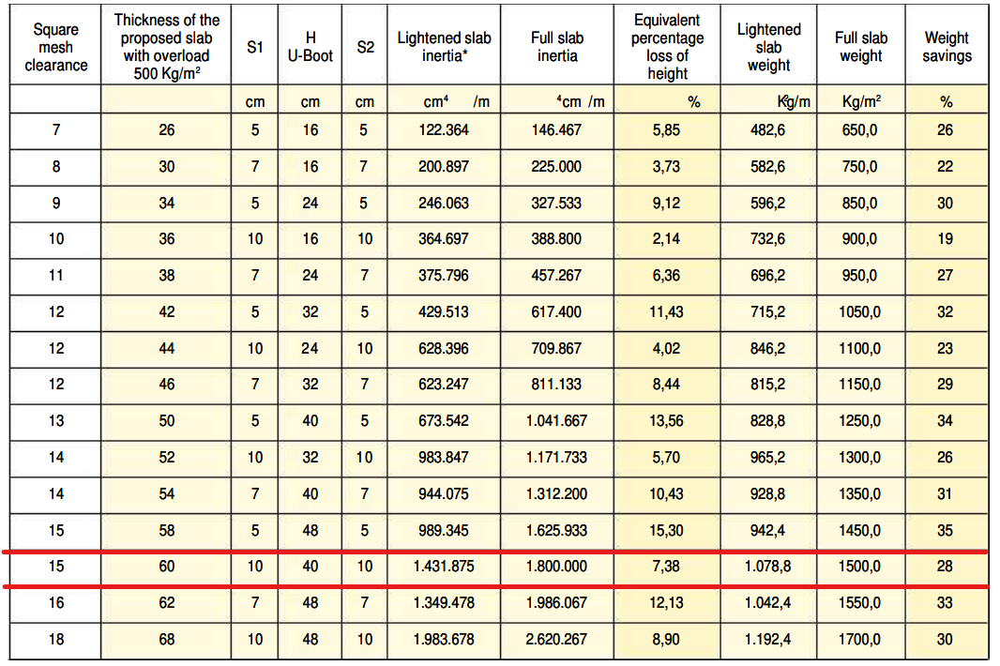 Square mesh clearance | Thickness of the proposed slab with overload 500 Kg/m² | S1 | H U-Boot | S2 | Lightened slab inertia* | Full slab inertia | Equivalent percentage loss of height | Lightened slab weight | Full slab weight | Weight savings
cm | cm | cm | cm⁴ /m | ⁴cm /m | % | Kg/m² | Kg/m² | %
7 | 26 | 5 | 16 | 5 | 122.364 | 146.467 | 5,85 | 482,6 | 650,0 | 26
8 | 30 | 7 | 16 | 7 | 200.897 | 225.000 | 3,73 | 582,6 | 750,0 | 22
9 | 34 | 5 | 24 | 5 | 246.063 | 327.533 | 9,12 | 596,2 | 850,0 | 30
10 | 36 | 10 | 16 | 10 | 364.697 | 388.800 | 2,14 | 732,6 | 900,0 | 19
11 | 38 | 7 | 24 | 7 | 375.796 | 457.267 | 6,36 | 696,2 | 950,0 | 27
12 | 42 | 5 | 32 | 5 | 429.513 | 617.400 | 11,43 | 715,2 | 1050,0 | 32
12 | 44 | 10 | 24 | 10 | 628.396 | 709.867 | 4,02 | 846,2 | 1100,0 | 23
12 | 46 | 7 | 32 | 7 | 623.247 | 811.133 | 8,44 | 815,2 | 1150,0 | 29
13 | 50 | 5 | 40 | 5 | 673.542 | 1.041.667 | 13,56 | 828,8 | 1250,0 | 34
14 | 52 | 10 | 32 | 10 | 983.847 | 1.171.733 | 5,70 | 965,2 | 1300,0 | 26
14 | 54 | 7 | 40 | 7 | 944.075 | 1.312.200 | 10,43 | 928,8 | 1350,0 | 31
15 | 58 | 5 | 48 | 5 | 989.345 | 1.625.933 | 15,30 | 942,4 | 1450,0 | 35
15 | 60 | 10 | 40 | 10 | 1.431.875 | 1.800.000 | 7,38 | 1.078,8 | 1500,0 | 28
16 | 62 | 7 | 48 | 7 | 1.349.478 | 1.986.067 | 12,13 | 1.042,4 | 1550,0 | 33
18 | 68 | 10 | 48 | 10 | 1.983.678 | 2.620.267 | 8,90 | 1.192,4 | 1700,0 | 30